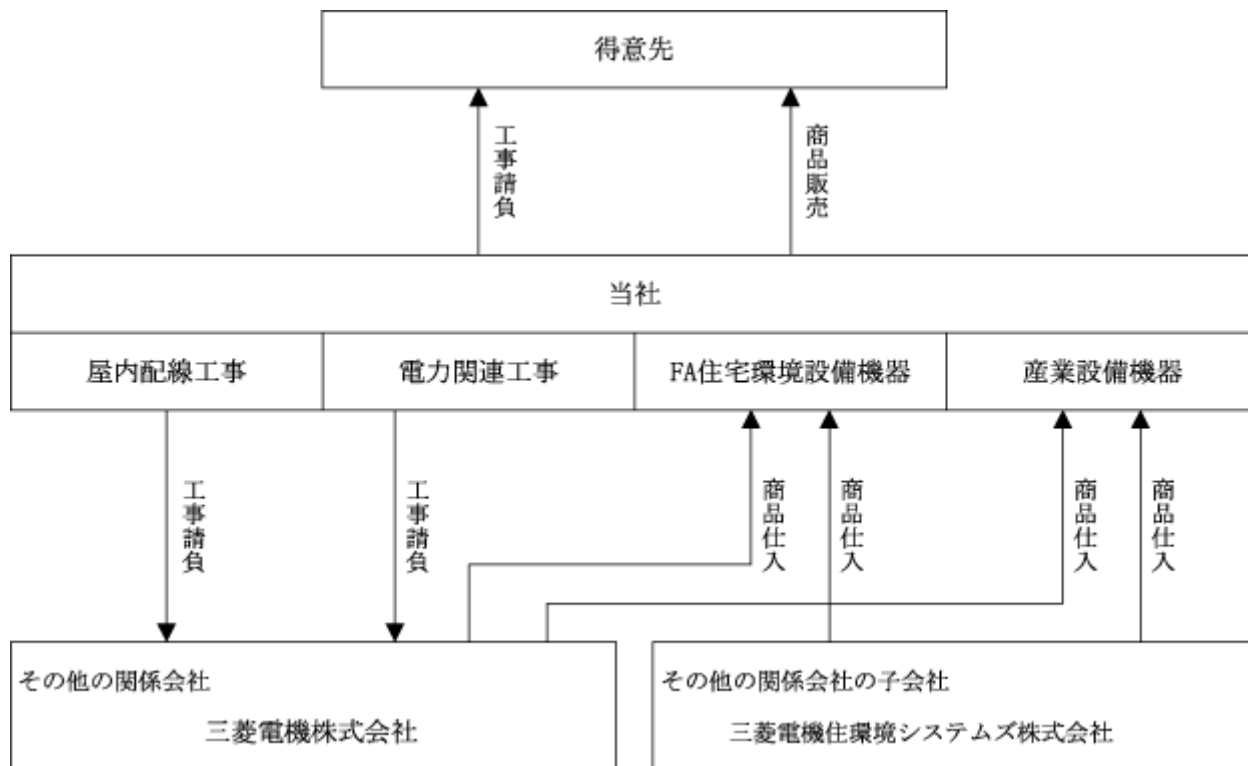 得意先
工事請負
商品販売
当社
屋内配線工事
電力関連工事
FA住宅環境設備機器
産業設備機器
工事請負
工事請負
商品仕入
商品仕入
商品仕入
商品仕入
その他の関係会社
三菱電機株式会社
その他の関係会社の子会社
三菱電機住環境システムズ株式会社